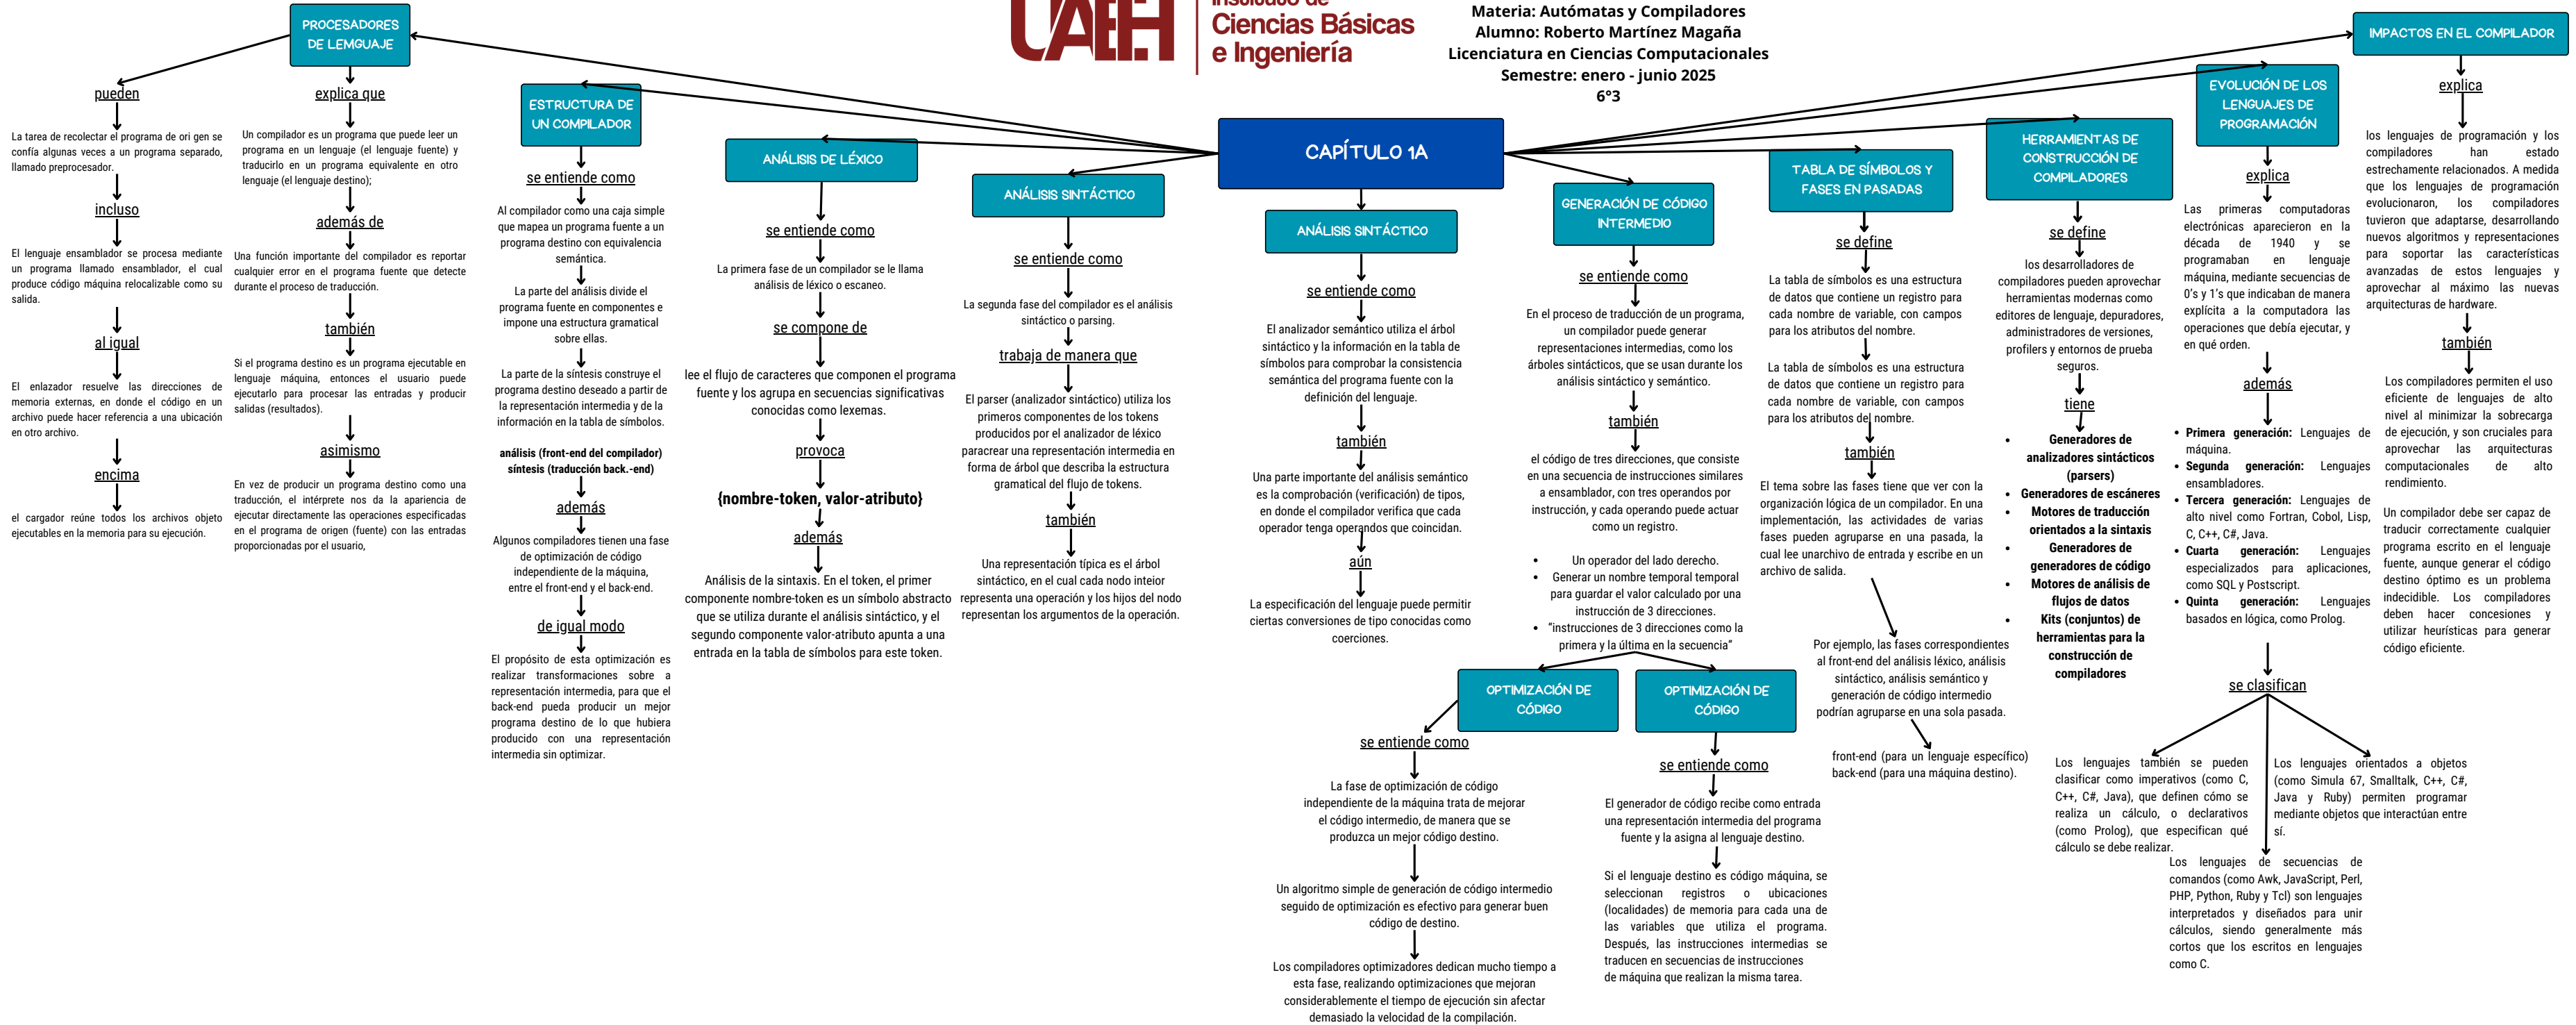 UAEH
Instituto de
Ciencias Básicas
e Ingeniería
Materia: Autómatas y Compiladores
Alumno: Roberto Martínez Magaña
Licenciatura en Ciencias Computacionales
Semestre: enero - junio 2025
6°3
CAPÍTULO 1A
PROCESADORES
DE LEMGUAJE
pueden
La tarea de recolectar el programa de ori gen se
confía algunas veces a un programa separado,
llamado preprocesador.
incluso
El lenguaje ensamblador se procesa mediante
un programa llamado ensamblador, el cual
produce código máquina relocalizable como su
salida.
al igual
El enlazador resuelve las direcciones de
memoria externas, en donde el código en un
archivo puede hacer referencia a una ubicación
en otro archivo.
encima
el cargador reúne todos los archivos objeto
ejecutables en la memoria para su ejecución.
explica que
Un compilador es un programa que puede leer un
programa en un lenguaje (el lenguaje fuente) y
traducirlo en un programa equivalente en otro
lenguaje (el lenguaje destino);
además de
Una función importante del compilador es reportar
cualquier error en el programa fuente que detecte
durante el proceso de traducción.
también
Si el programa destino es un programa ejecutable en
lenguaje máquina, entonces el usuario puede
ejecutarlo para procesar las entradas y producir
salidas (resultados).
asimismo
En vez de producir un programa destino como una
traducción, el intérprete nos da la apariencia de
ejecutar directamente las operaciones especificadas
en el programa de origen (fuente) con las entradas
proporcionadas por el usuario,
ESTRUCTURA DE
UN COMPILADOR
se entiende como
Al compilador como una caja simple
que mapea un programa fuente a un
programa destino con equivalencia
semántica.
La parte del análisis divide el
programa fuente en componentes e
impone una estructura gramatical
sobre ellas.
La parte de la síntesis construye el
programa destino deseado a partir de
la representación intermedia y de la
información en la tabla de símbolos.
análisis (front-end del compilador)
síntesis (traducción back.-end)
además
Algunos compiladores tienen una fase
de optimización de código
independiente de la máquina,
entre el front-end y el back-end.
de igual modo
El propósito de esta optimización es
realizar transformaciones sobre a
representación intermedia, para que el
back-end pueda producir un mejor
programa destino de lo que hubiera
producido con una representación
intermedia sin optimizar.
ANÁLISIS DE LÉXICO
se entiende como
La primera fase de un compilador se le llama
análisis de léxico o escaneo.
se compone de
lee el flujo de caracteres que componen el programa
fuente y los agrupa en secuencias significativas
conocidas como lexemas.
provoca
{nombre-token, valor-atributo}
además
Análisis de la sintaxis. En el token, el primer
componente nombre-token es un símbolo abstracto
que se utiliza durante el análisis sintáctico, y el
segundo componente valor-atributo apunta a una
entrada en la tabla de símbolos para este token.
ANÁLISIS SINTÁCTICO
se entiende como
La segunda fase del compilador es el análisis
sintáctico o parsing.
trabaja de manera que
El parser (analizador sintáctico) utiliza los
primeros componentes de los tokens
producidos por el analizador de léxico
paracrear una representación intermedia en
forma de árbol que describa la estructura
gramatical del flujo de tokens.
también
Una representación típica es el árbol
sintáctico, en el cual cada nodo inteior
representa una operación y los hijos del nodo
representan los argumentos de la operación.
ANÁLISIS SINTÁCTICO
se entiende como
El analizador semántico utiliza el árbol
sintáctico y la información en la tabla de
símbolos para comprobar la consistencia
semántica del programa fuente con la
definición del lenguaje.
también
Una parte importante del análisis semántico
es la comprobación (verificación) de tipos,
en donde el compilador verifica que cada
operador tenga operandos que coincidan.
aún
La especificación del lenguaje puede permitir
ciertas conversiones de tipo conocidas como
coerciones.
GENERACIÓN DE CÓDIGO
INTERMEDIO
se entiende como
En el proceso de traducción de un programa,
un compilador puede generar
representaciones intermedias, como los
árboles sintácticos, que se usan durante los
análisis sintáctico y semántico.
también
el código de tres direcciones, que consiste
en una secuencia de instrucciones similares
a ensamblador, con tres operandos por
instrucción, y cada operando puede actuar
como un registro.
• Un operador del lado derecho.
• Generar un nombre temporal temporal
para guardar el valor calculado por una
instrucción de 3 direcciones.
• "instrucciones de 3 direcciones como la
primera y la última en la secuencia"
OPTIMIZACIÓN DE
CÓDIGO
se entiende como
La fase de optimización de código
independiente de la máquina trata de mejorar
el código intermedio, de manera que se
produzca un mejor código destino.
Un algoritmo simple de generación de código intermedio
seguido de optimización es efectivo para generar buen
código de destino.
Los compiladores optimizadores dedican mucho tiempo a
esta fase, realizando optimizaciones que mejoran
considerablemente el tiempo de ejecución sin afectar
demasiado la velocidad de la compilación.
OPTIMIZACIÓN DE
CÓDIGO
se entiende como
El generador de código recibe como entrada
una representación intermedia del programa
fuente y la asigna al lenguaje destino.
Si el lenguaje destino es código máquina, se
seleccionan registros o ubicaciones
(localidades) de memoria para cada una de
las variables que utiliza el programa.
Después, las instrucciones intermedias se
traducen en secuencias de instrucciones
de máquina que realizan la misma tarea.
TABLA DE SÍMBOLOS Y
FASES EN PASADAS
se define
La tabla de símbolos es una estructura
de datos que contiene un registro para
cada nombre de variable, con campos
para los atributos del nombre.
La tabla de símbolos es una estructura
de datos que contiene un registro para
cada nombre de variable, con campos
para los atributos del nombre.
también
El tema sobre las fases tiene que ver con la
organización lógica de un compilador. En una
implementación, las actividades de varias
fases pueden agruparse en una pasada, la
cual lee unarchivo de entrada y escribe en un
archivo de salida.
Por ejemplo, las fases correspondientes
al front-end del análisis léxico, análisis
sintáctico, análisis semántico y
generación de código intermedio
podrían agruparse en una sola pasada.
front-end (para un lenguaje específico)
back-end (para una máquina destino).
HERRAMIENTAS DE
CONSTRUCCIÓN DE
COMPILADORES
se define
los desarrolladores de
compiladores pueden aprovechar
herramientas modernas como
editores de lenguaje, depuradores,
administradores de versiones,
profilers y entornos de prueba
seguros.
tiene
• Generadores de
analizadores sintácticos
(parsers)
• Generadores de escáneres
• Motores de traducción
orientados a la sintaxis
• Generadores de
generadores de código
• Motores de análisis de
flujos de datos
• Kits (conjuntos) de
herramientas para la
construcción de
compiladores
EVOLUCIÓN DE LOS
LENGUAJES DE
PROGRAMACIÓN
explica
Las primeras computadoras
electrónicas aparecieron en la
década de 1940 y se
programaban en lenguaje
máquina, mediante secuencias de
0's y 1's que indicaban de manera
explícita a la computadora las
operaciones que debía ejecutar, y
en qué orden.
además
• Primera generación: Lenguajes de
máquina.
• Segunda generación: Lenguajes
ensambladores.
• Tercera generación: Lenguajes de
alto nivel como Fortran, Cobol, Lisp,
C, C++, C#, Java.
• Cuarta generación: Lenguajes
especializados para aplicaciones,
como SQL y Postscript.
• Quinta generación: Lenguajes
basados en lógica, como Prolog.
se clasifican
Los lenguajes también se pueden
clasificar como imperativos (como C,
C++, C#, Java), que definen cómo se
realiza un cálculo, o declarativos
(como Prolog), que especifican qué
cálculo se debe realizar.
Los lenguajes de secuencias de
comandos (como Awk, JavaScript, Perl,
PHP, Python, Ruby y Tcl) son lenguajes
interpretados y diseñados para unir
cálculos, siendo generalmente más
cortos que los escritos en lenguajes
como C.
Los lenguajes orientados a objetos
(como Simula 67, Smalltalk, C++, C#,
Java y Ruby) permiten programar
mediante objetos que interactúan entre
sí.
IMPACTOS EN EL COMPILADOR
explica
los lenguajes de programación y los
compiladores han estado
estrechamente relacionados. A medida
que los lenguajes de programación
evolucionaron, los compiladores
tuvieron que adaptarse, desarrollando
nuevos algoritmos y representaciones
para soportar las características
avanzadas de estos lenguajes y
aprovechar al máximo las nuevas
arquitecturas de hardware.
también
Los compiladores permiten el uso
eficiente de lenguajes de alto
nivel al minimizar la sobrecarga
de ejecución, y son cruciales para
aprovechar las arquitecturas
computacionales de alto
rendimiento.
Un compilador debe ser capaz de
traducir correctamente cualquier
programa escrito en el lenguaje
fuente, aunque generar el código
destino óptimo es un problema
indecidible. Los compiladores
deben hacer concesiones y
utilizar heurísticas para generar
código eficiente.